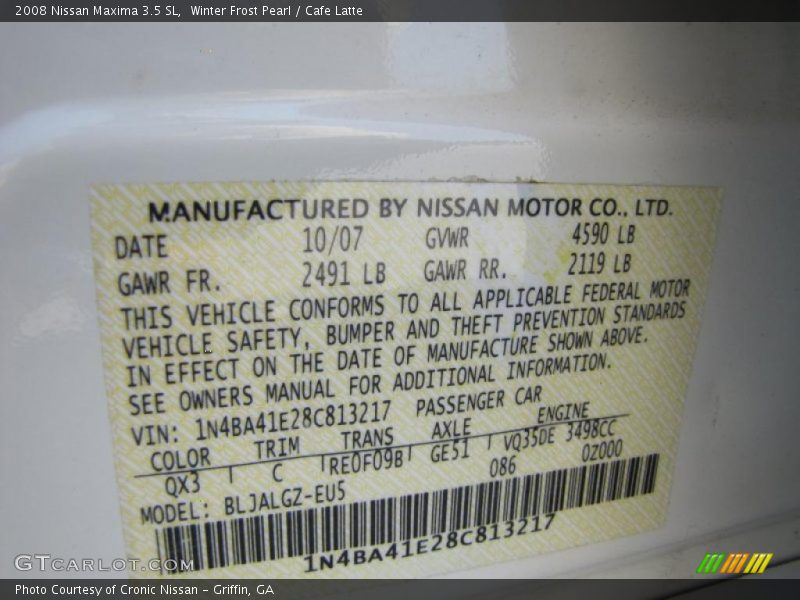 2008 Nissan Maxima 3.5 SL, Winter Frost Pearl / Cafe Latte
MANUFACTURED BY NISSAN MOTOR CO., LTD.
DATE 10/07 GVWR 4590 LB
GAWR FR. 2491 LB GAWR RR. 2119 LB
THIS VEHICLE CONFORMS TO ALL APPLICABLE FEDERAL MOTOR
VEHICLE SAFETY, BUMPER AND THEFT PREVENTION STANDARDS
IN EFFECT ON THE DATE OF MANUFACTURE SHOWN ABOVE.
SEE OWNERS MANUAL FOR ADDITIONAL INFORMATION.
VIN: 1N4BA41E28C813217 PASSENGER CAR
COLOR TRIM TRANS AXLE ENGINE
QX3 C RE0F09B GE51 VQ35DE 3498CC
086 0Z000
MODEL: BLJALGZ-EU5
1N4BA41E28C813217
GTCARLOT.COM
Photo Courtesy of Cronic Nissan - Griffin, GA